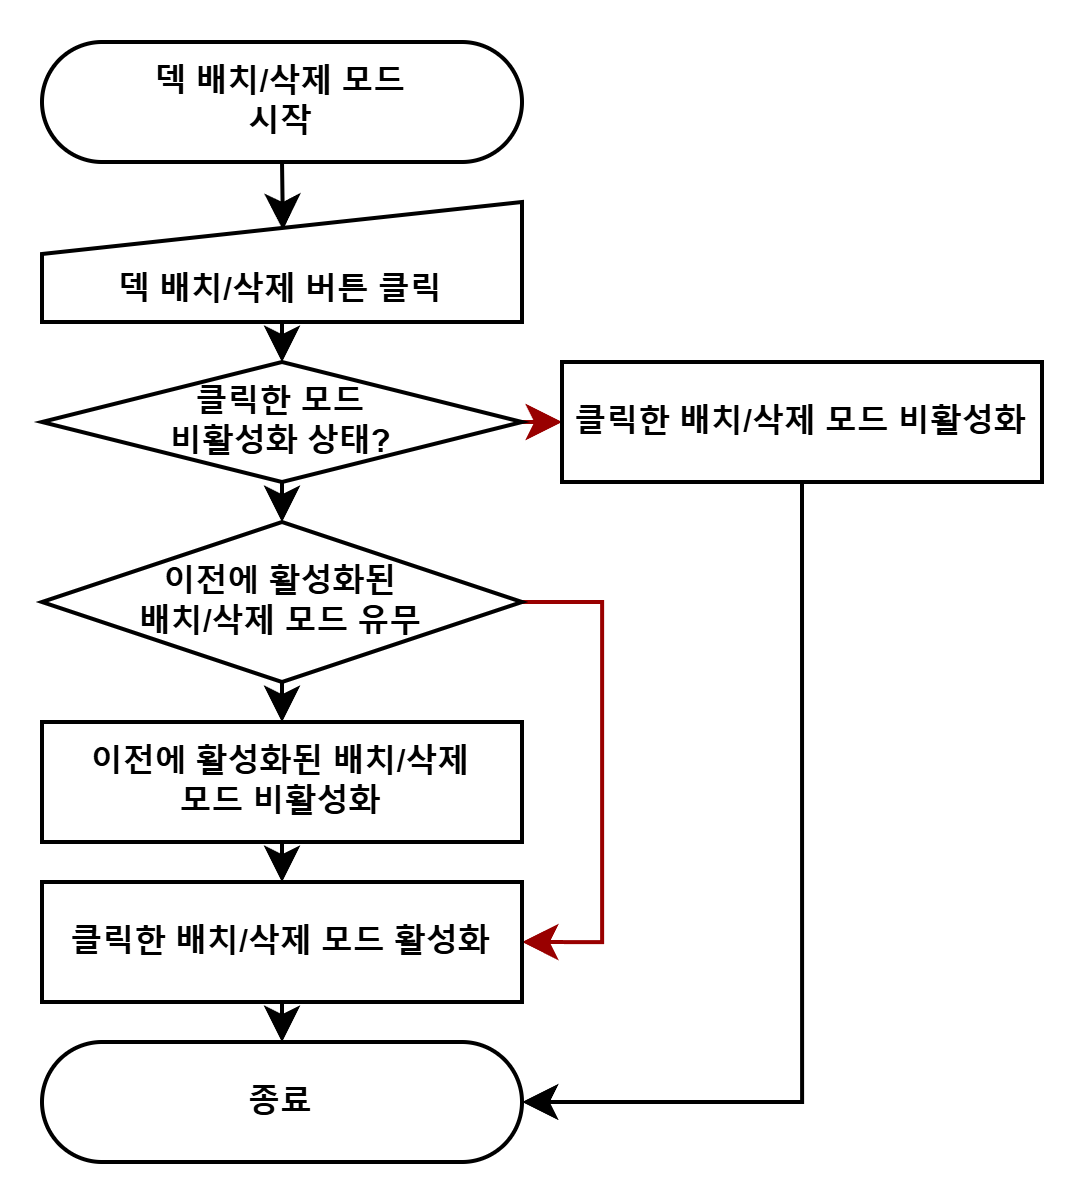 덱 배치/삭제 모드
시작
덱 배치/삭제 버튼 클릭
클릭한 모드
비활성화 상태?
클릭한 배치/삭제 모드 비활성화
이전에 활성화된
배치/삭제 모드 유무
이전에 활성화된 배치/삭제
모드 비활성화
클릭한 배치/삭제 모드 활성화
종료